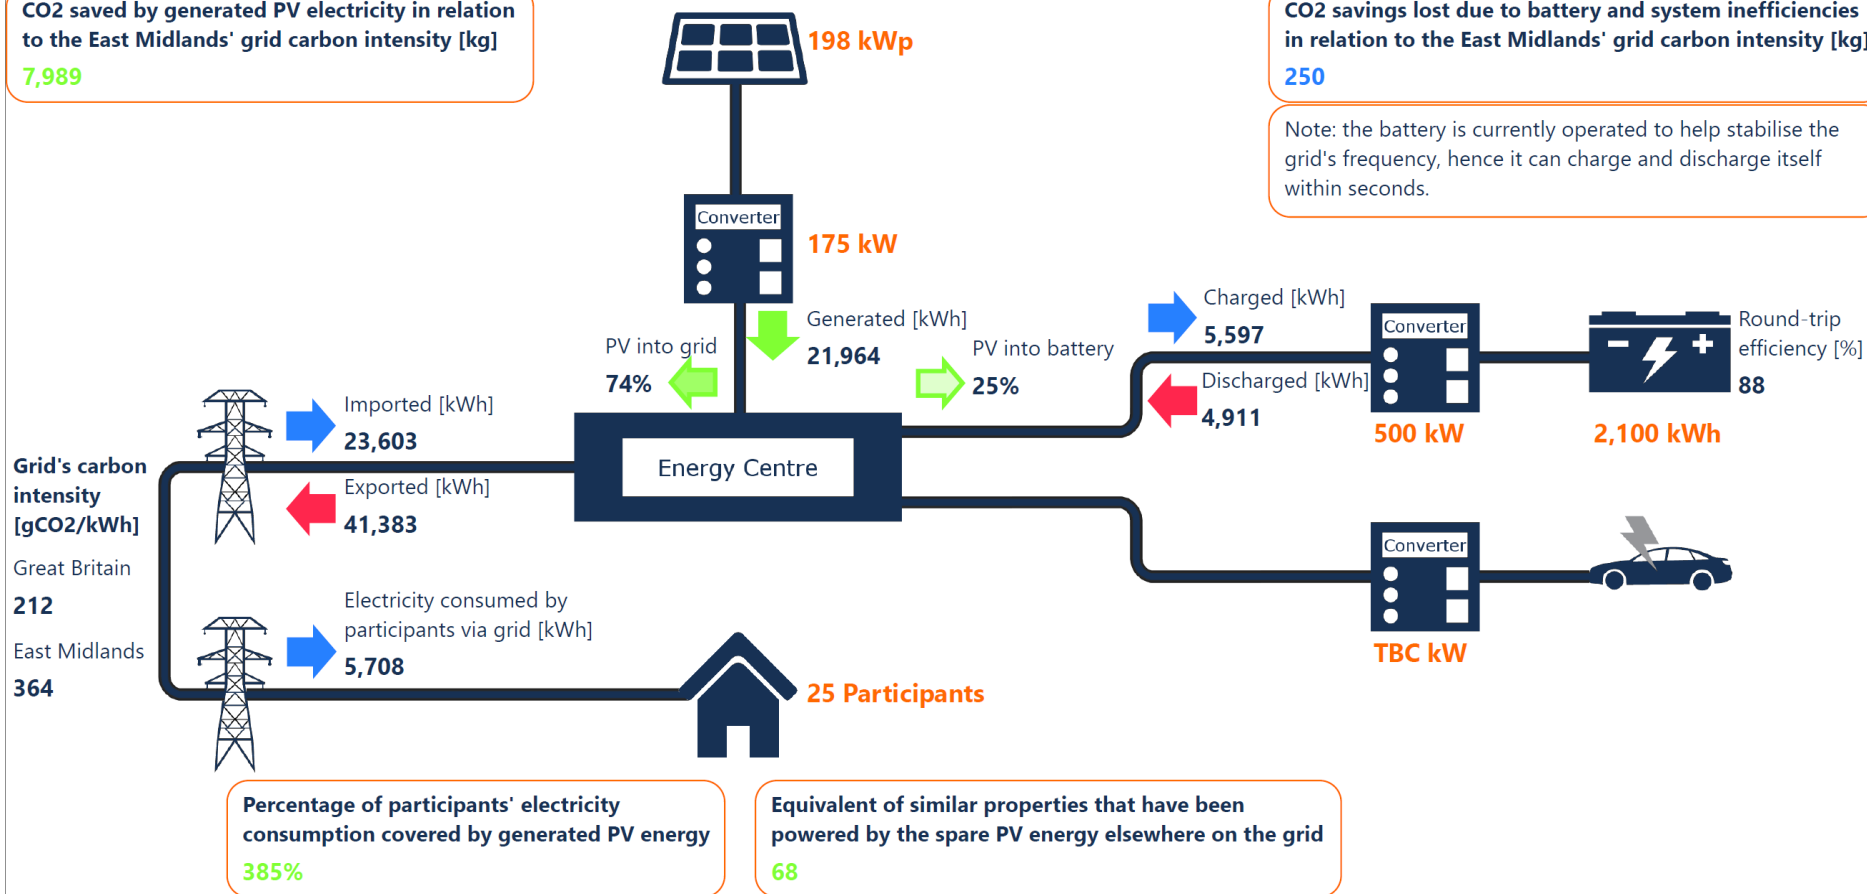 CO2 saved by generated PV electricity in relation
to the East Midlands' grid carbon intensity [kg]
7,989
198 kWp
CO2 savings lost due to battery and system inefficiencies
in relation to the East Midlands' grid carbon intensity [kg]
250
Note: the battery is currently operated to help stabilise the
grid's frequency, hence it can charge and discharge itself
within seconds.
Converter
175 kW
Generated [kWh]
21,964
PV into grid
74%
PV into battery
25%
Charged [kWh]
5,597
Discharged [kWh]
4,911
Converter
500 kW
Round-trip
efficiency [%]
88
2,100 kWh
Imported [kWh]
23,603
Exported [kWh]
41,383
Energy Centre
Grid's carbon
intensity
[gCO2/kWh]
Great Britain
212
East Midlands
364
Electricity consumed by
participants via grid [kWh]
5,708
25 Participants
Converter
TBC kW
Percentage of participants' electricity
consumption covered by generated PV energy
385%
Equivalent of similar properties that have been
powered by the spare PV energy elsewhere on the grid
68